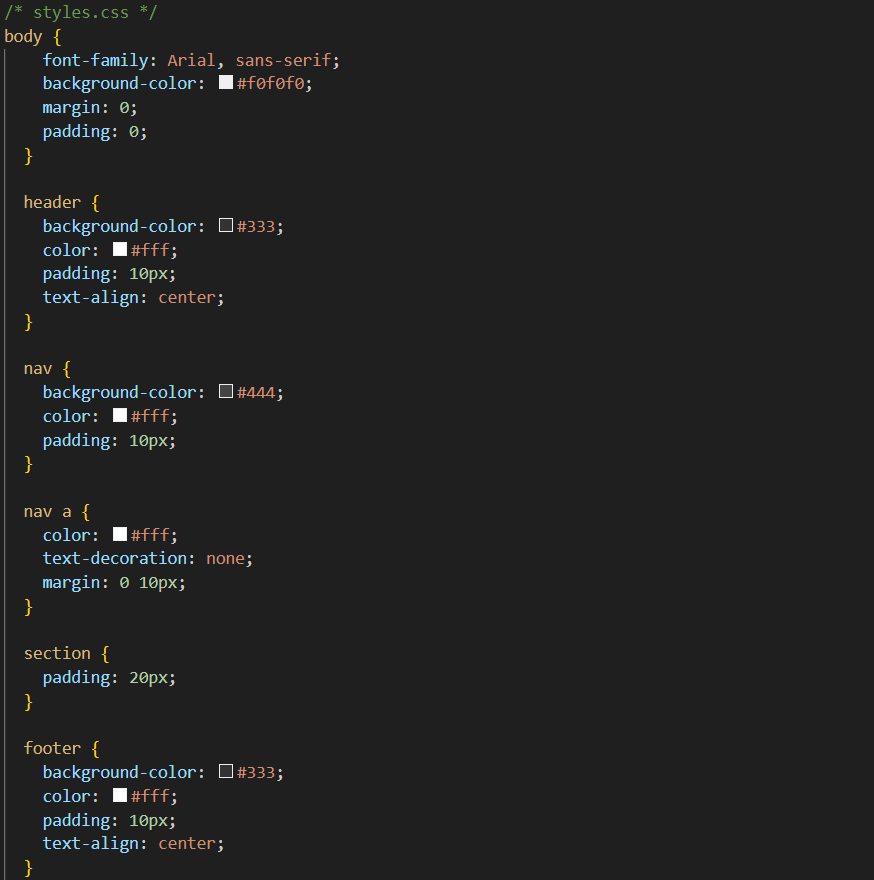 /* styles.css */
body {
    font-family: Arial, sans-serif;
    background-color: #f0f0f0;
    margin: 0;
    padding: 0;
  }

  header {
    background-color: #333;
    color: #fff;
    padding: 10px;
    text-align: center;
  }

  nav {
    background-color: #444;
    color: #fff;
    padding: 10px;
  }

  nav a {
    color: #fff;
    text-decoration: none;
    margin: 0 10px;
  }

  section {
    padding: 20px;
  }

  footer {
    background-color: #333;
    color: #fff;
    padding: 10px;
    text-align: center;
  }